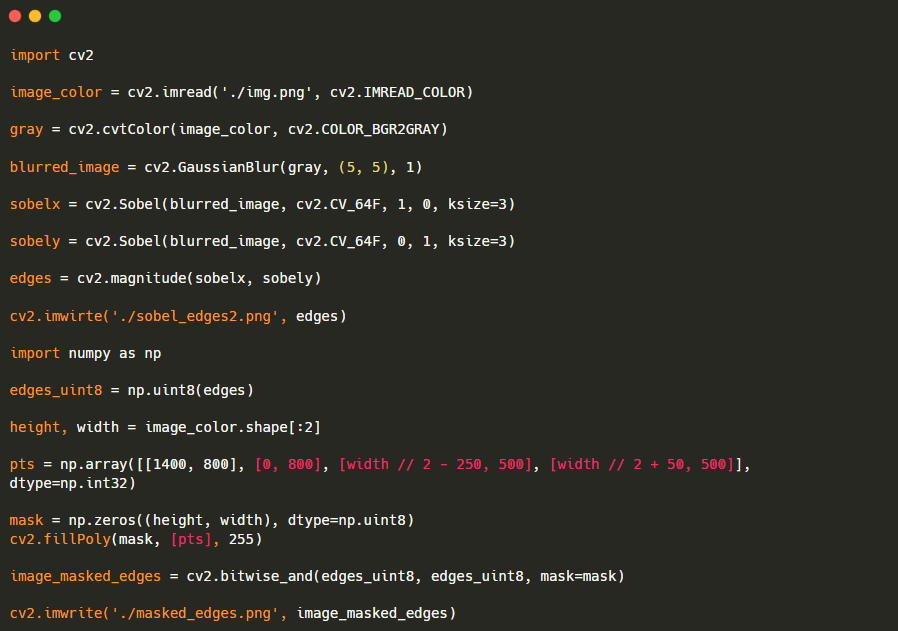 import cv2
image_color = cv2.imread('./img.png', cv2.IMREAD_COLOR)
gray = cv2.cvtColor(image_color, cv2.COLOR_BGR2GRAY)
blurred_image = cv2.GaussianBlur(gray, (5, 5), 1)
sobelx = cv2.Sobel(blurred_image, cv2.CV_64F, 1, 0, ksize=3)
sobely = cv2.Sobel(blurred_image, cv2.CV_64F, 0, 1, ksize=3)
edges = cv2.magnitude(sobelx, sobely)
cv2.imwirte('./sobel_edges2.png', edges)
import numpy as np
edges_uint8 = np.uint8(edges)
height, width = image_color.shape[:2]
pts = np.array([[1400, 800], [0, 800], [width // 2 - 250, 500], [width // 2 + 50, 500]],
dtype=np.int32)
mask = np.zeros((height, width), dtype=np.uint8)
cv2.fillPoly(mask, [pts], 255)
image_masked_edges = cv2.bitwise_and(edges_uint8, edges_uint8, mask=mask)
cv2.imwrite('./masked_edges.png', image_masked_edges)